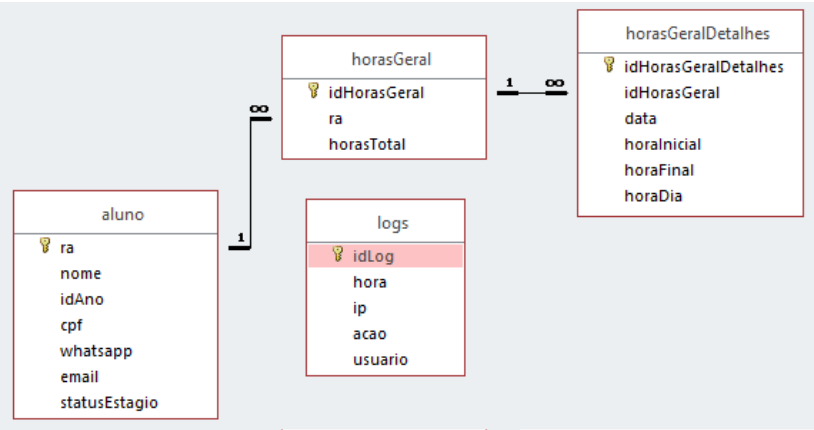 horasGeral
idHorasGeral
ra
horasTotal
1
∞
horasGeralDetalhes
idHorasGeralDetalhes
idHorasGeral
data
horaInicial
horaFinal
horaDia
∞
1
aluno
ra
nome
idAno
cpf
whatsapp
email
statusEstagio
logs
idLog
hora
ip
acao
usuario